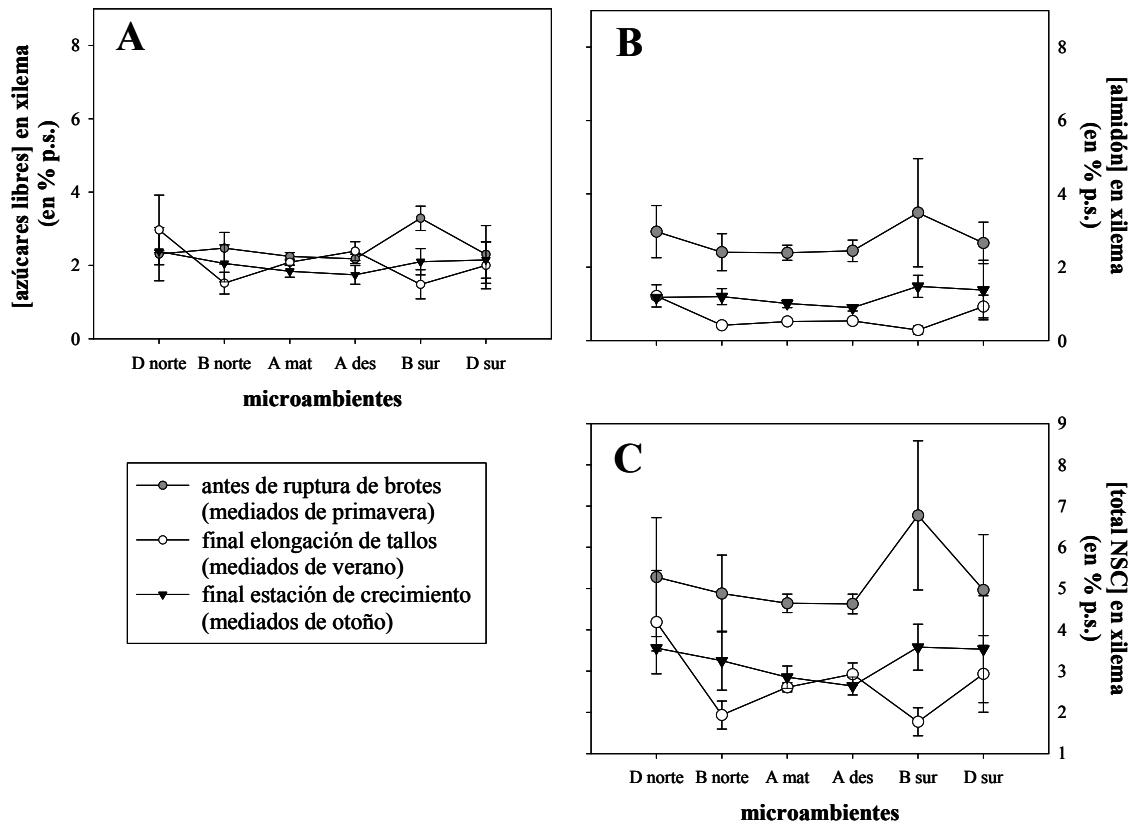 A
[azúcares libres] en xilema
(en % p.s.)
8
6
4
2
0
D norte B norte A mat A des B sur D sur
microambientes
B
8
6
4
2
0
[almidón] en xilema
(en % p.s.)
antes de ruptura de brotes
(mediados de primavera)
final elongación de tallos
(mediados de verano)
final estación de crecimiento
(mediados de otoño)
C
9
8
7
6
5
4
3
2
1
[total NSC] en xilema
(en % p.s.)
D norte B norte A mat A des B sur D sur
microambientes